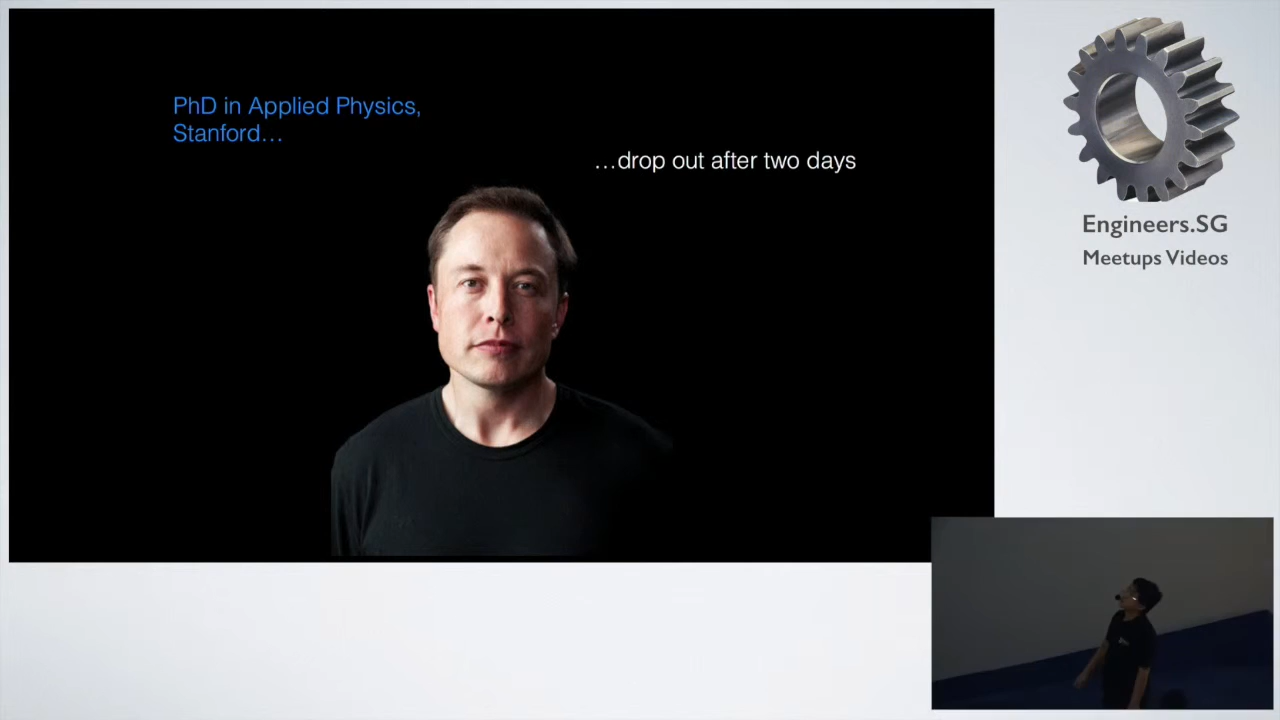 PhD in Applied Physics,
Stanford…
…drop out after two days
Engineers.SG
Meetups Videos